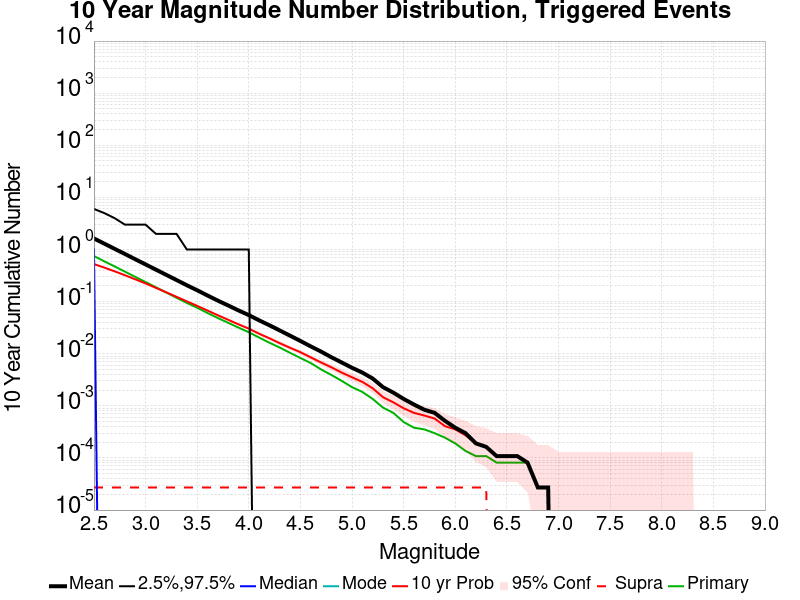 10 Year Magnitude Number Distribution, Triggered Events
10 Year Cumulative Number
10 4
10 3
10 2
10 1
10 0
10 -1
10 -2
10 -3
10 -4
10 -5
2.5 3.0 3.5 4.0 4.5 5.0 5.5 6.0 6.5 7.0 7.5 8.0 8.5 9.0
Magnitude
Mean 2.5%,97.5% Median Mode 10 yr Prob 95% Conf Supra Primary